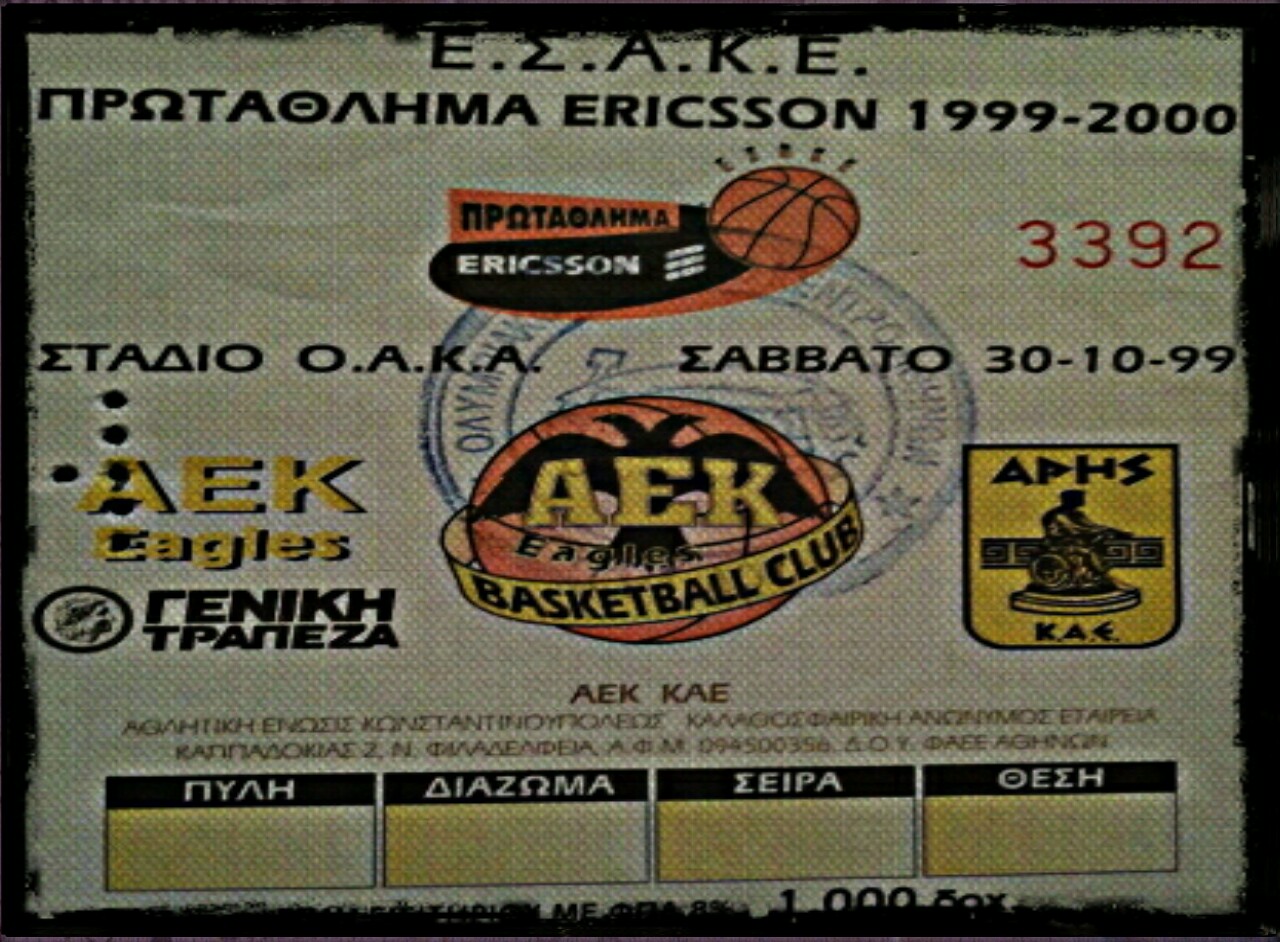 Ε.Σ.Α.Κ.Ε.
ΠΡΩΤΑΘΛΗΜΑ ERICSSON 1999-2000
ΠΡΩΤΑΘΛΗΜΑ
ERICSSON
3392
ΣΤΑΔΙΟ Ο.Α.Κ.Α. ΣΑΒΒΑΤΟ 30-10-99
ΑΕΚ
Eagles
ΓΕΝΙΚΗ
ΤΡΑΠΕΖΑ
ΑΕΚ
Eagles
BASKETBALL CLUB
ΑΡΗS
Κ.Α.Ε.
ΑΕΚ ΚΑΕ
ΑΘΛΗΤΙΚΗ ΕΝΩΣΙΣ ΚΩΝΣΤΑΝΤΙΝΟΥΠΟΛΕΩΣ ΚΑΛΑΘΟΣΦΑΙΡΙΚΗ ΑΝΩΝΥΜΟΣ ΕΤΑΙΡΕΙΑ
ΚΑΠΠΑΔΟΚΙΑΣ 2, Ν. ΦΙΛΑΔΕΛΦΕΙΑ, Α.Φ.Μ. 094500356, Δ.Ο.Υ. ΦΑΕΕ ΑΘΗΝΩΝ
ΠΥΛΗ ΔΙΑΖΩΜΑ ΣΕΙΡΑ ΘΕΣΗ
ΜΕ ΦΠΑ 8% 1.000 δρχ.